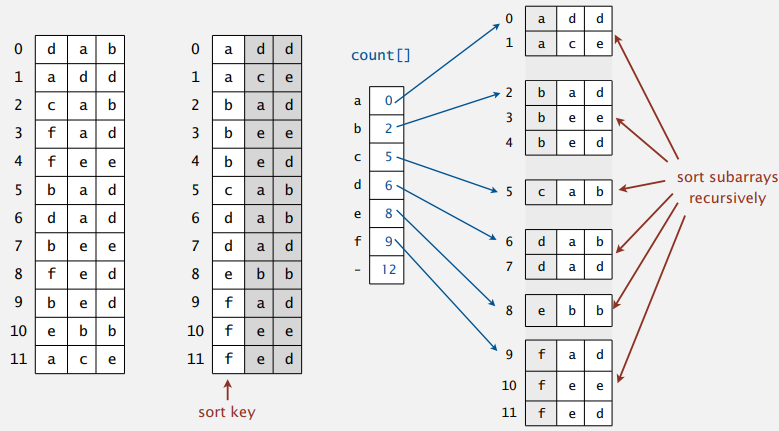 0 d a b
1 a d d
2 c a b
3 f a d
4 f e e
5 b a d
6 d a d
7 b e e
8 f e d
9 b e d
10 e b b
11 a c e
0 a d d
1 a c e
2 b a d
3 b e e
4 b e d
5 c a b
6 d a b
7 d a d
8 e b b
9 f a d
10 f e e
11 f e d
sort key
count[]
a 0
b 2
c 5
d 6
e 8
f 9
- 12
0 a d d
1 a c e
2 b a d
3 b e e
4 b e d
5 c a b
6 d a b
7 d a d
8 e b b
9 f a d
10 f e e
11 f e d
sort subarrays
recursively